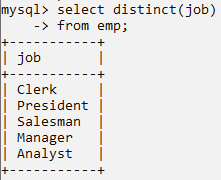 mysql> select distinct(job)
    -> from emp;
+-----------+
| job       |
+-----------+
| Clerk     |
| President |
| Salesman  |
| Manager   |
| Analyst   |
+-----------+